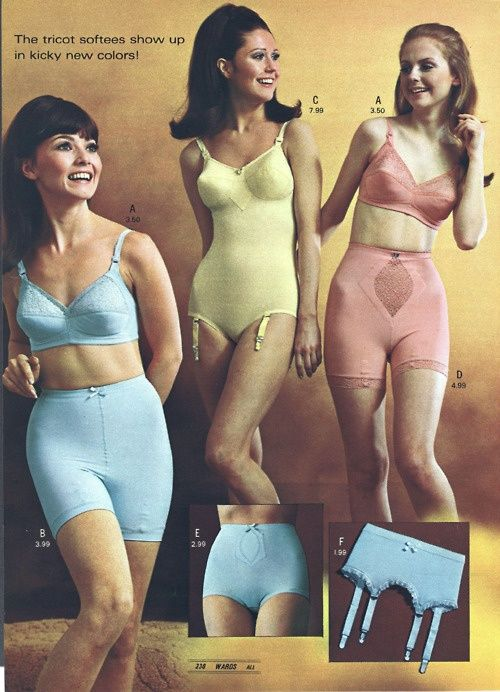 The tricot softees show up
in kicky new colors!
C
7.99
A
3.50
A
3.50
D
4.99
B
3.99
E
2.99
F
1.99
238 WARDS ALL